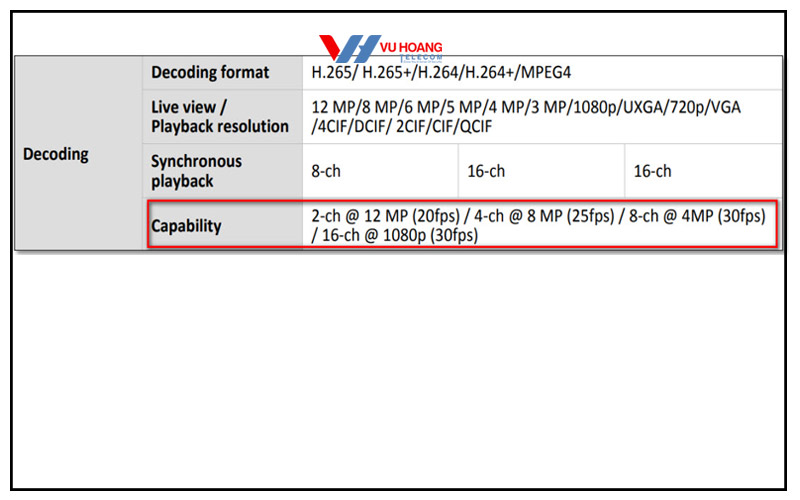 VU HOANG
TELECOM
Decoding
Decoding format
H.265/ H.265+/H.264/H.264+/MPEG4
Live view /
Playback resolution
12 MP/8 MP/6 MP/5 MP/4 MP/3 MP/1080p/UXGA/720p/VGA
/4CIF/DCIF/ 2CIF/CIF/QCIF
Synchronous
playback
8-ch
16-ch
16-ch
Capability
2-ch @ 12 MP (20fps) / 4-ch @ 8 MP (25fps) / 8-ch @ 4MP (30fps)
/ 16-ch @ 1080p (30fps)